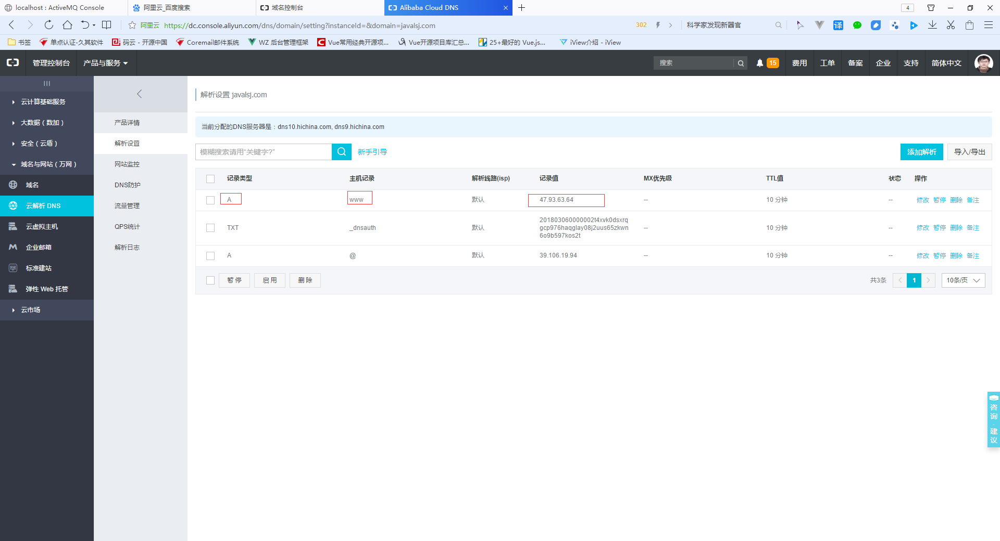 localhost : ActiveMQ Console
阿里云_百度搜索
域名控制台
Alibaba Cloud DNS
4
阿里云 https://dc.console.aliyun.com/dns/domain/setting?instanceId=&domain=javalsj.com
302
科学家发现新器官
译
书签
单点认证-久其软件
码云 - 开源中国
Coremail邮件系统
WZ 后台管理框架
Vue常用经典开源项...
Vue开源项目库汇总...
25+最好的 Vue.js...
iView介绍 - iView
管理控制台
产品与服务
搜索
15
费用
工单
备案
企业
支持
简体中文
云计算基础服务
大数据（数加）
安全（云盾）
域名与网站（万网）
域名
云解析 DNS
云虚拟主机
企业邮箱
标准建站
弹性 Web 托管
云市场
产品详情
解析设置
网站监控
DNS防护
流量管理
QPS统计
解析日志
解析设置 javalsj.com
当前分配的DNS服务器是：dns10.hichina.com, dns9.hichina.com
模糊搜索请用“关键字?”
新手引导
添加解析
导入/导出
记录类型 主机记录 解析线路(isp) 记录值 MX优先级 TTL值 状态 操作
A www 默认 47.93.63.64 -- 10 分钟 -- 修改 暂停 删除 备注
TXT _dnsauth 默认 201803060000002t4xvk0dsxrq
gcp976haqglay08j2uus65zkwn
6o9b597kos2t -- 10 分钟 -- 修改 暂停 删除 备注
A @ 默认 39.106.19.94 -- 10 分钟 -- 修改 暂停 删除 备注
暂 停
启 用
删 除
共3条
1
10条/页
咨
询
·
建
议